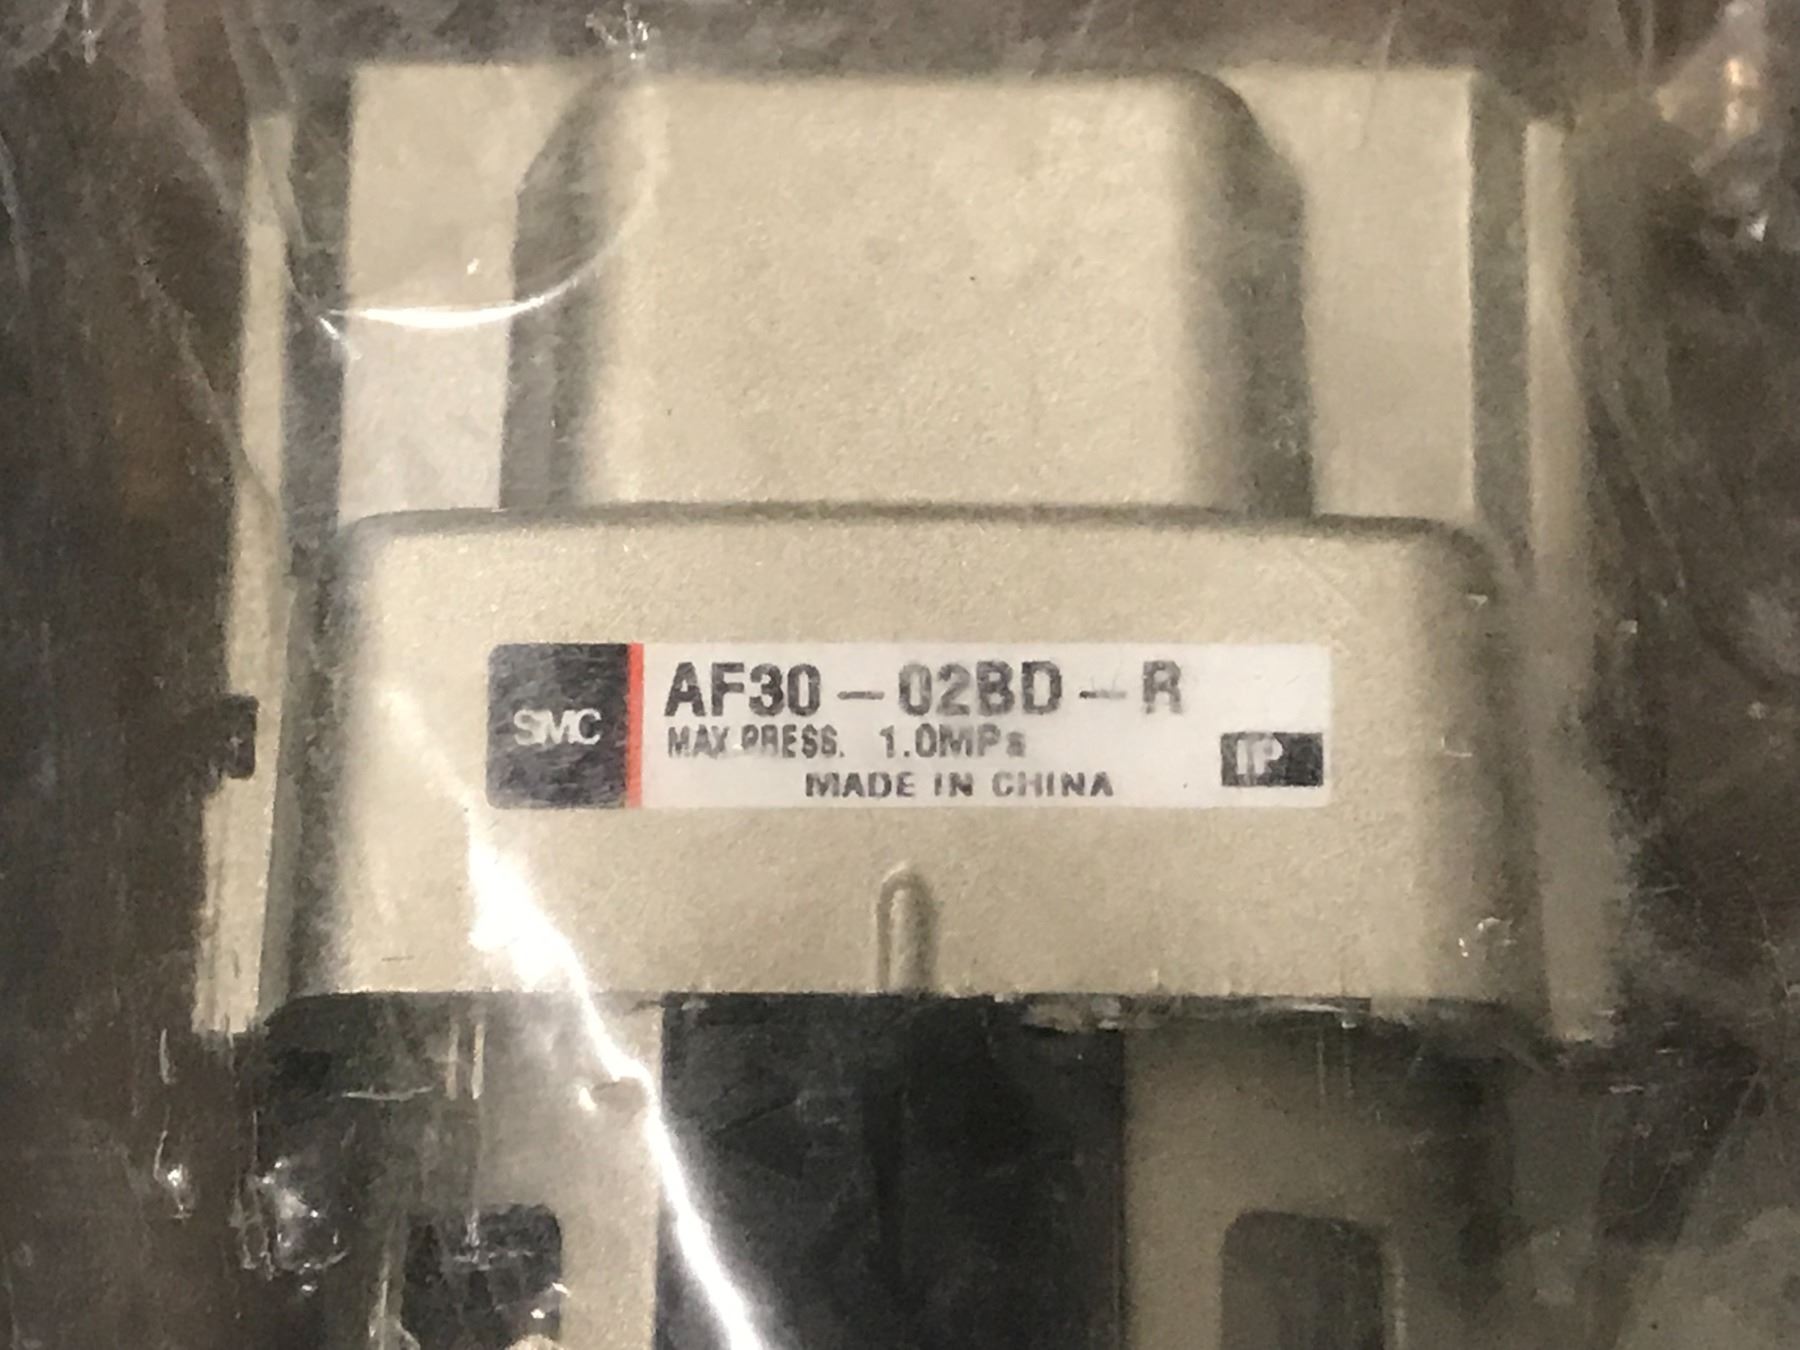 SMC
AF30-02BD-R
MAX PRESS. 1.0MPa
MADE IN CHINA